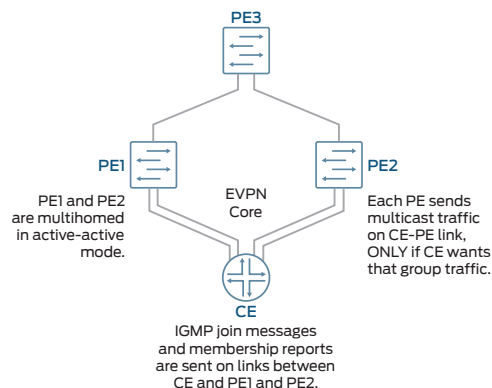 PE3
PE1
PE2
PE1 and PE2
are multihomed
in active-active
mode.
EVPN
Core
Each PE sends
multicast traffic
on CE-PE link,
ONLY if CE wants
that group traffic.
CE
IGMP join messages
and membership reports
are sent on links between
CE and PE1 and PE2.